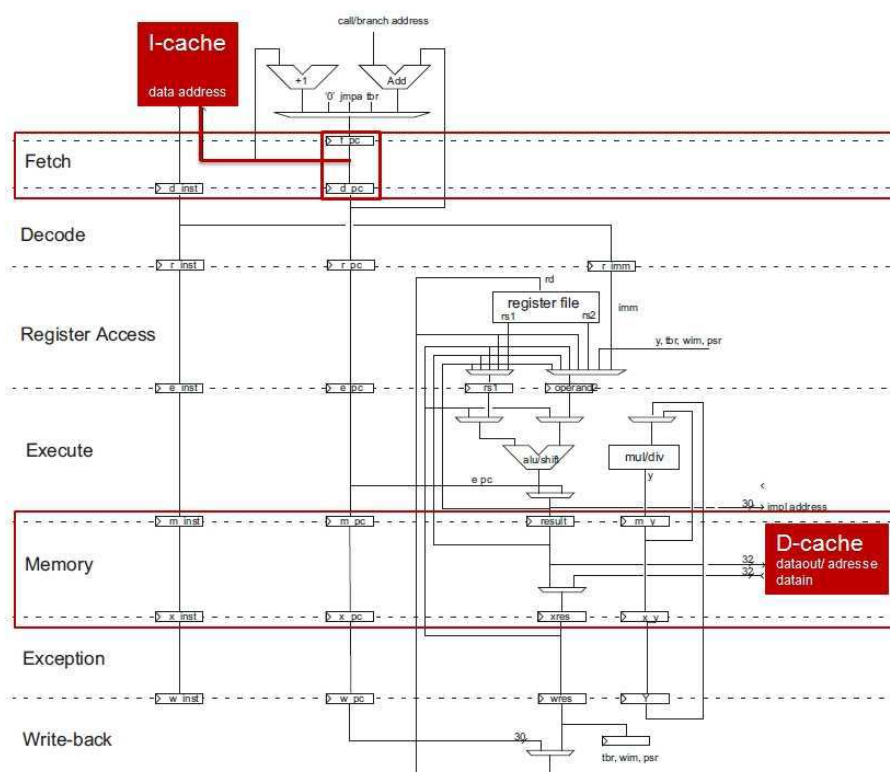 call/branch address
I-cache
data address
+1
Add
'0' jmpa tbr
f pc
Fetch
d inst
d pc
Decode
r inst
r pc
r imm
rd
register file
rs1
rs2
imm
y, tbr, wim, psr
Register Access
e inst
e pc
rs1
operand2
Execute
alu/shift
mul/div
y
e pc
30
impl address
m inst
m pc
result
m y
D-cache
dataout/ adresse
datain
32
32
Memory
x inst
x pc
xres
x y
Exception
w inst
w pc
wres
Y
30
Write-back
tbr, wim, psr